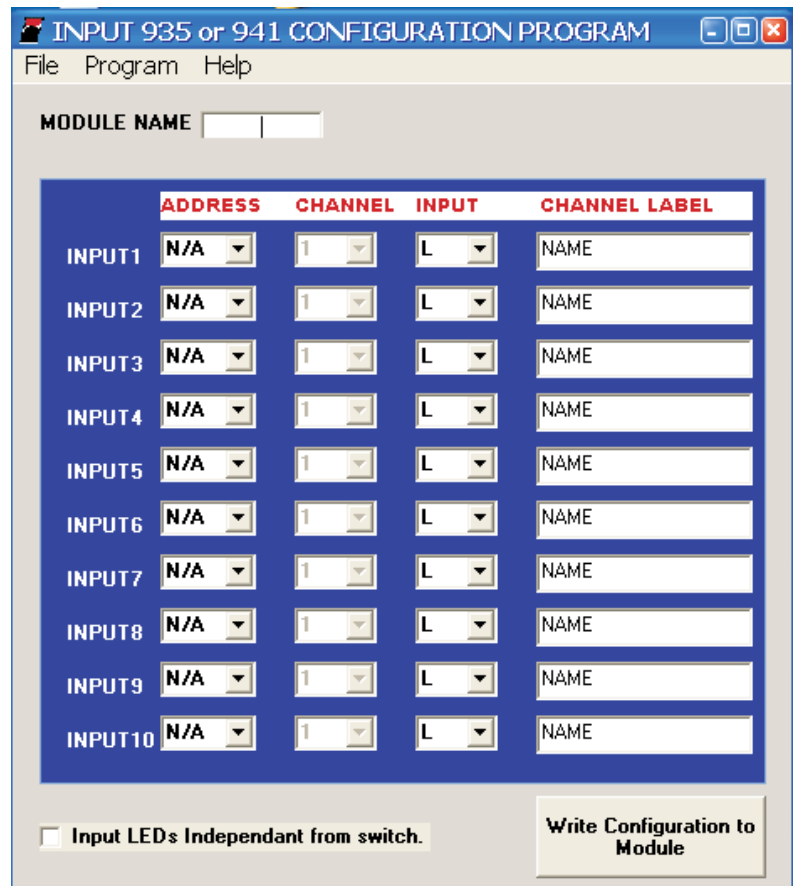 INPUT 935 or 941 CONFIGURATION PROGRAM
File Program Help
MODULE NAME
ADDRESS CHANNEL INPUT CHANNEL LABEL
INPUT1 N/A 1 L NAME
INPUT2 N/A 1 L NAME
INPUT3 N/A 1 L NAME
INPUT4 N/A 1 L NAME
INPUT5 N/A 1 L NAME
INPUT6 N/A 1 L NAME
INPUT7 N/A 1 L NAME
INPUT8 N/A 1 L NAME
INPUT9 N/A 1 L NAME
INPUT10 N/A 1 L NAME
Input LEDs Independant from switch.
Write Configuration to
Module